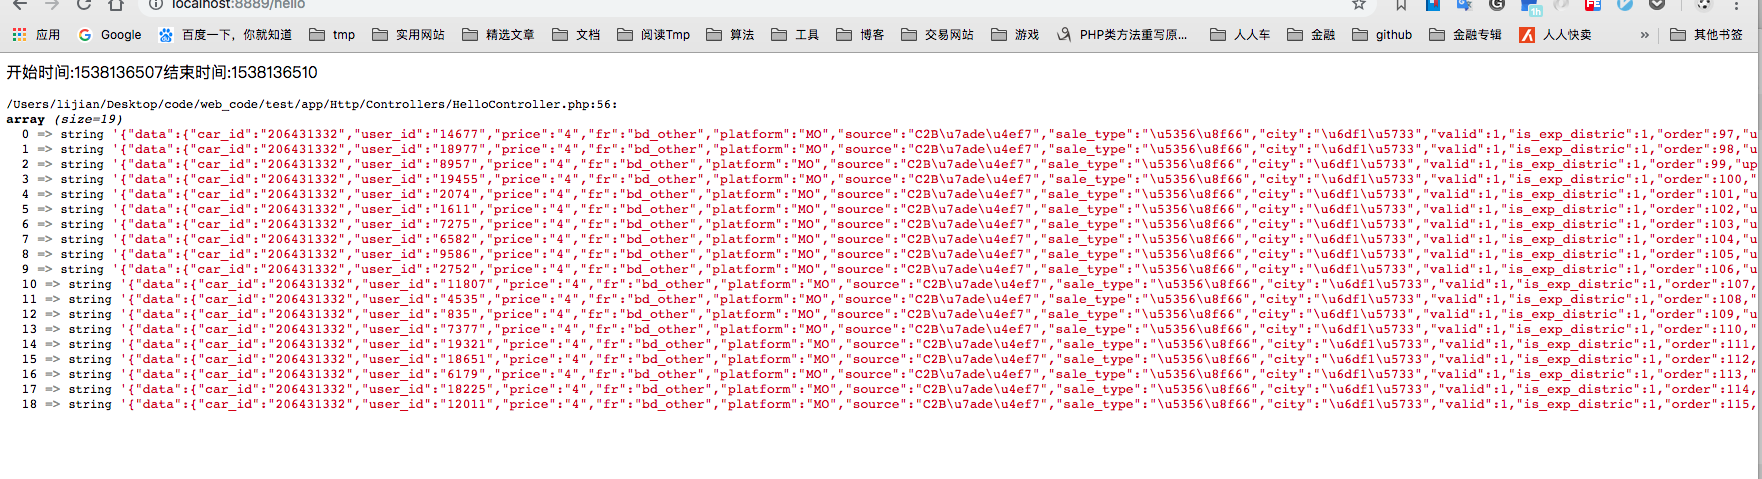 localhost:8889/hello
应用 Google 百度一下，你就知道 tmp 实用网站 精选文章 文档 阅读Tmp 算法 工具 博客 交易网站 游戏 PHP类方法重写原... 人人车 金融 github 金融专辑 人人快卖 » 其他书签
开始时间:1538136507结束时间:1538136510
/Users/lijian/Desktop/code/web_code/test/app/Http/Controllers/HelloController.php:56:
array (size=19)
0 => string '{"data":{"car_id":"206431332","user_id":"14677","price":"4","fr":"bd_other","platform":"MO","source":"C2B\u7ade\u4ef7","sale_type":"\u5356\u8f66","city":"\u6df1\u5733","valid":1,"is_exp_distric":1,"order":97,"u
1 => string '{"data":{"car_id":"206431332","user_id":"18977","price":"4","fr":"bd_other","platform":"MO","source":"C2B\u7ade\u4ef7","sale_type":"\u5356\u8f66","city":"\u6df1\u5733","valid":1,"is_exp_distric":1,"order":98,"u
2 => string '{"data":{"car_id":"206431332","user_id":"8957","price":"4","fr":"bd_other","platform":"MO","source":"C2B\u7ade\u4ef7","sale_type":"\u5356\u8f66","city":"\u6df1\u5733","valid":1,"is_exp_distric":1,"order":99,"up
3 => string '{"data":{"car_id":"206431332","user_id":"19455","price":"4","fr":"bd_other","platform":"MO","source":"C2B\u7ade\u4ef7","sale_type":"\u5356\u8f66","city":"\u6df1\u5733","valid":1,"is_exp_distric":1,"order":100,"
4 => string '{"data":{"car_id":"206431332","user_id":"2074","price":"4","fr":"bd_other","platform":"MO","source":"C2B\u7ade\u4ef7","sale_type":"\u5356\u8f66","city":"\u6df1\u5733","valid":1,"is_exp_distric":1,"order":101,"u
5 => string '{"data":{"car_id":"206431332","user_id":"1611","price":"4","fr":"bd_other","platform":"MO","source":"C2B\u7ade\u4ef7","sale_type":"\u5356\u8f66","city":"\u6df1\u5733","valid":1,"is_exp_distric":1,"order":102,"u
6 => string '{"data":{"car_id":"206431332","user_id":"7275","price":"4","fr":"bd_other","platform":"MO","source":"C2B\u7ade\u4ef7","sale_type":"\u5356\u8f66","city":"\u6df1\u5733","valid":1,"is_exp_distric":1,"order":103,"u
7 => string '{"data":{"car_id":"206431332","user_id":"6582","price":"4","fr":"bd_other","platform":"MO","source":"C2B\u7ade\u4ef7","sale_type":"\u5356\u8f66","city":"\u6df1\u5733","valid":1,"is_exp_distric":1,"order":104,"u
8 => string '{"data":{"car_id":"206431332","user_id":"9586","price":"4","fr":"bd_other","platform":"MO","source":"C2B\u7ade\u4ef7","sale_type":"\u5356\u8f66","city":"\u6df1\u5733","valid":1,"is_exp_distric":1,"order":105,"u
9 => string '{"data":{"car_id":"206431332","user_id":"2752","price":"4","fr":"bd_other","platform":"MO","source":"C2B\u7ade\u4ef7","sale_type":"\u5356\u8f66","city":"\u6df1\u5733","valid":1,"is_exp_distric":1,"order":106,"u
10 => string '{"data":{"car_id":"206431332","user_id":"11807","price":"4","fr":"bd_other","platform":"MO","source":"C2B\u7ade\u4ef7","sale_type":"\u5356\u8f66","city":"\u6df1\u5733","valid":1,"is_exp_distric":1,"order":107,
11 => string '{"data":{"car_id":"206431332","user_id":"4535","price":"4","fr":"bd_other","platform":"MO","source":"C2B\u7ade\u4ef7","sale_type":"\u5356\u8f66","city":"\u6df1\u5733","valid":1,"is_exp_distric":1,"order":108,"
12 => string '{"data":{"car_id":"206431332","user_id":"835","price":"4","fr":"bd_other","platform":"MO","source":"C2B\u7ade\u4ef7","sale_type":"\u5356\u8f66","city":"\u6df1\u5733","valid":1,"is_exp_distric":1,"order":109,"u
13 => string '{"data":{"car_id":"206431332","user_id":"7377","price":"4","fr":"bd_other","platform":"MO","source":"C2B\u7ade\u4ef7","sale_type":"\u5356\u8f66","city":"\u6df1\u5733","valid":1,"is_exp_distric":1,"order":110,"
14 => string '{"data":{"car_id":"206431332","user_id":"19321","price":"4","fr":"bd_other","platform":"MO","source":"C2B\u7ade\u4ef7","sale_type":"\u5356\u8f66","city":"\u6df1\u5733","valid":1,"is_exp_distric":1,"order":111,
15 => string '{"data":{"car_id":"206431332","user_id":"18651","price":"4","fr":"bd_other","platform":"MO","source":"C2B\u7ade\u4ef7","sale_type":"\u5356\u8f66","city":"\u6df1\u5733","valid":1,"is_exp_distric":1,"order":112,
16 => string '{"data":{"car_id":"206431332","user_id":"6179","price":"4","fr":"bd_other","platform":"MO","source":"C2B\u7ade\u4ef7","sale_type":"\u5356\u8f66","city":"\u6df1\u5733","valid":1,"is_exp_distric":1,"order":113,"
17 => string '{"data":{"car_id":"206431332","user_id":"18225","price":"4","fr":"bd_other","platform":"MO","source":"C2B\u7ade\u4ef7","sale_type":"\u5356\u8f66","city":"\u6df1\u5733","valid":1,"is_exp_distric":1,"order":114,
18 => string '{"data":{"car_id":"206431332","user_id":"12011","price":"4","fr":"bd_other","platform":"MO","source":"C2B\u7ade\u4ef7","sale_type":"\u5356\u8f66","city":"\u6df1\u5733","valid":1,"is_exp_distric":1,"order":115,